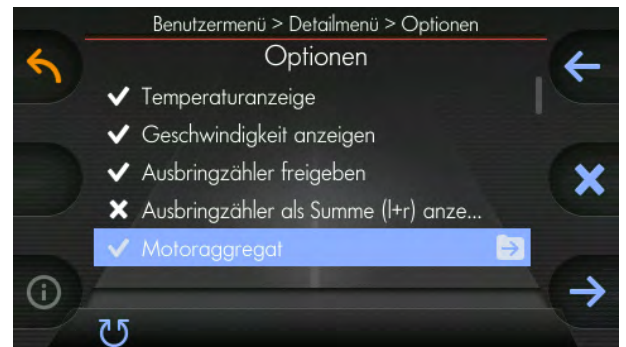 Benutzermenü > Detailmenü > Optionen
Optionen
Temperaturanzeige
Geschwindigkeit anzeigen
Ausbringzähler freigeben
Ausbringzähler als Summe (l+r) anze...
Motoraggregat